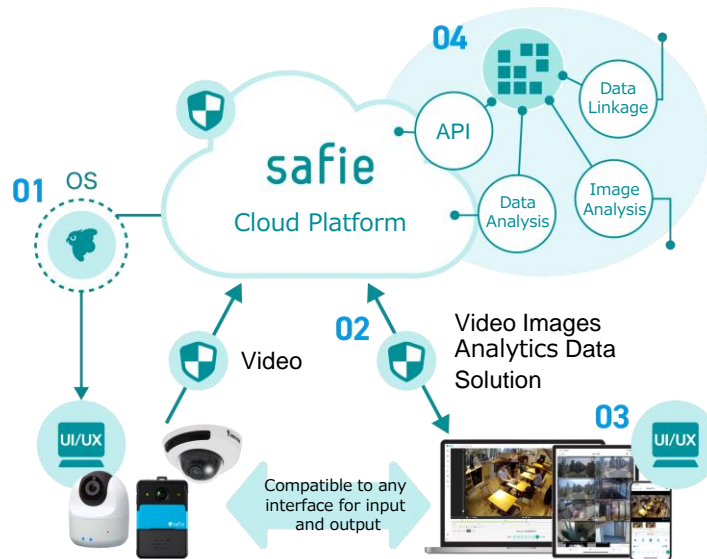 04
Data
Linkage
API
safie
Cloud Platform
01
OS
Data
Analysis
Image
Analysis
02
Video
Video Images
Analytics Data
Solution
03
UI/UX
UI/UX
Compatible to any
interface for input
and output
safie